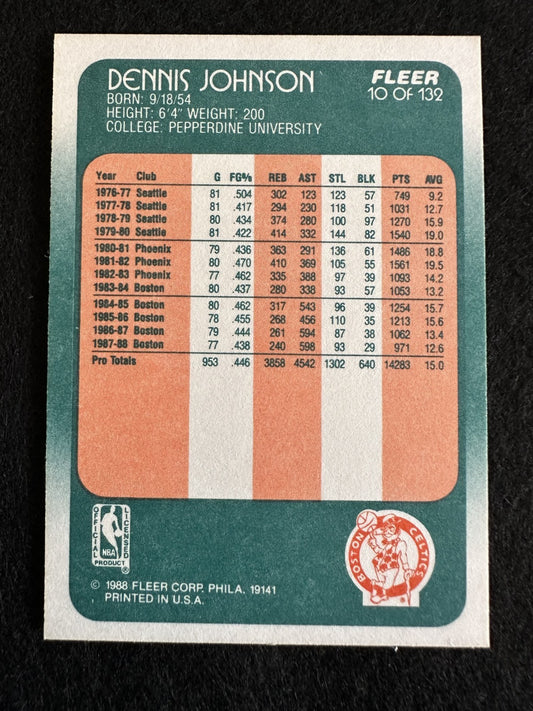 DENNIS JOHNSON
FLEER
BORN: 9/18/54
10 OF 132
HEIGHT: 6'4" WEIGHT: 200
COLLEGE: PEPPERDINE UNIVERSITY
Year Club G FG% REB AST STL BLK PTS AVG
1976-77 Seattle 81 .504 302 123 123 57 749 9.2
1977-78 Seattle 81 .417 294 230 118 51 1031 12.7
1978-79 Seattle 80 .434 374 280 100 97 1270 15.9
1979-80 Seattle 81 .422 414 332 144 82 1540 19.0
1980-81 Phoenix 79 .436 363 291 136 61 1486 18.8
1981-82 Phoenix 80 .470 410 369 105 55 1561 19.5
1982-83 Phoenix 77 .462 335 388 97 39 1093 14.2
1983-84 Boston 80 .437 280 338 93 57 1053 13.2
1984-85 Boston 80 .462 317 543 96 39 1254 15.7
1985-86 Boston 78 .455 268 456 110 35 1213 15.6
1986-87 Boston 79 .444 261 594 87 38 1062 13.4
1987-88 Boston 77 .438 240 598 93 29 971 12.6
Pro Totals 953 .446 3858 4542 1302 640 14283 15.0
OFFICIAL LICENSED
NBA
PRODUCT
BOSTON CELTICS
© 1988 FLEER CORP. PHILA. 19141
PRINTED IN U.S.A.